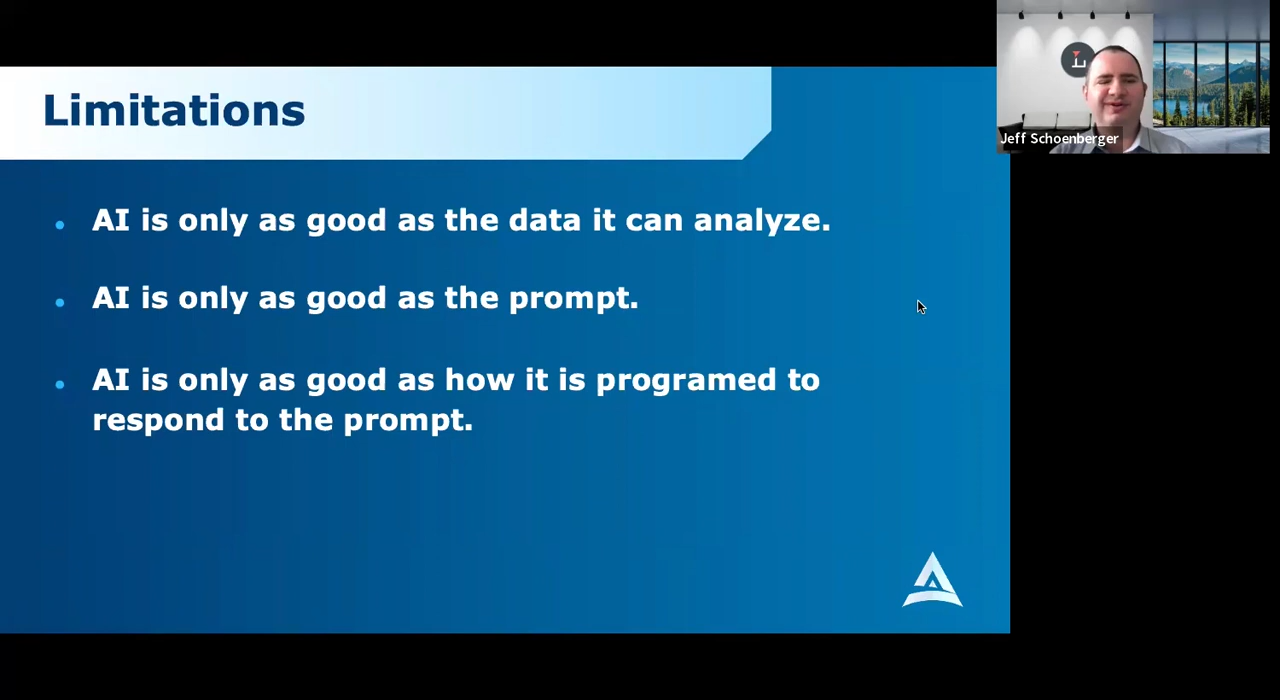 Limitations
AI is only as good as the data it can analyze.
AI is only as good as the prompt.
AI is only as good as how it is programed to
respond to the prompt.
Jeff Schoenberger